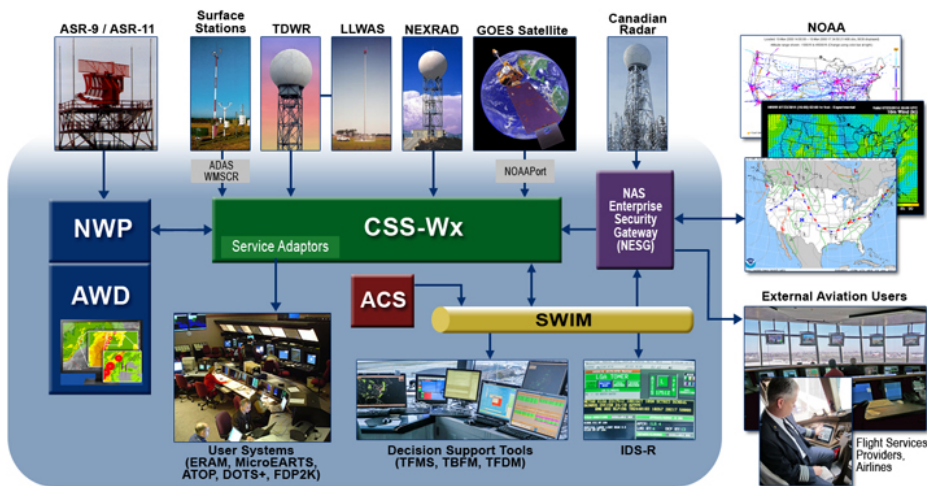 ASR-9 / ASR-11
Surface
Stations
TDWR
LLWAS
NEXRAD
GOES Satellite
Canadian
Radar
NOAA
ADAS
WMSCR
NOAAPort
NWP
AWD
CSS-Wx
Service Adaptors
NAS
Enterprise
Security
Gateway
(NESG)
ACS
SWIM
External Aviation Users
LGA TOWER
User Systems
(ERAM, MicroEARTS,
ATOP, DOTS+, FDP2K)
Decision Support Tools
(TFMS, TBFM, TFDM)
IDS-R
Flight Services
Providers,
Airlines